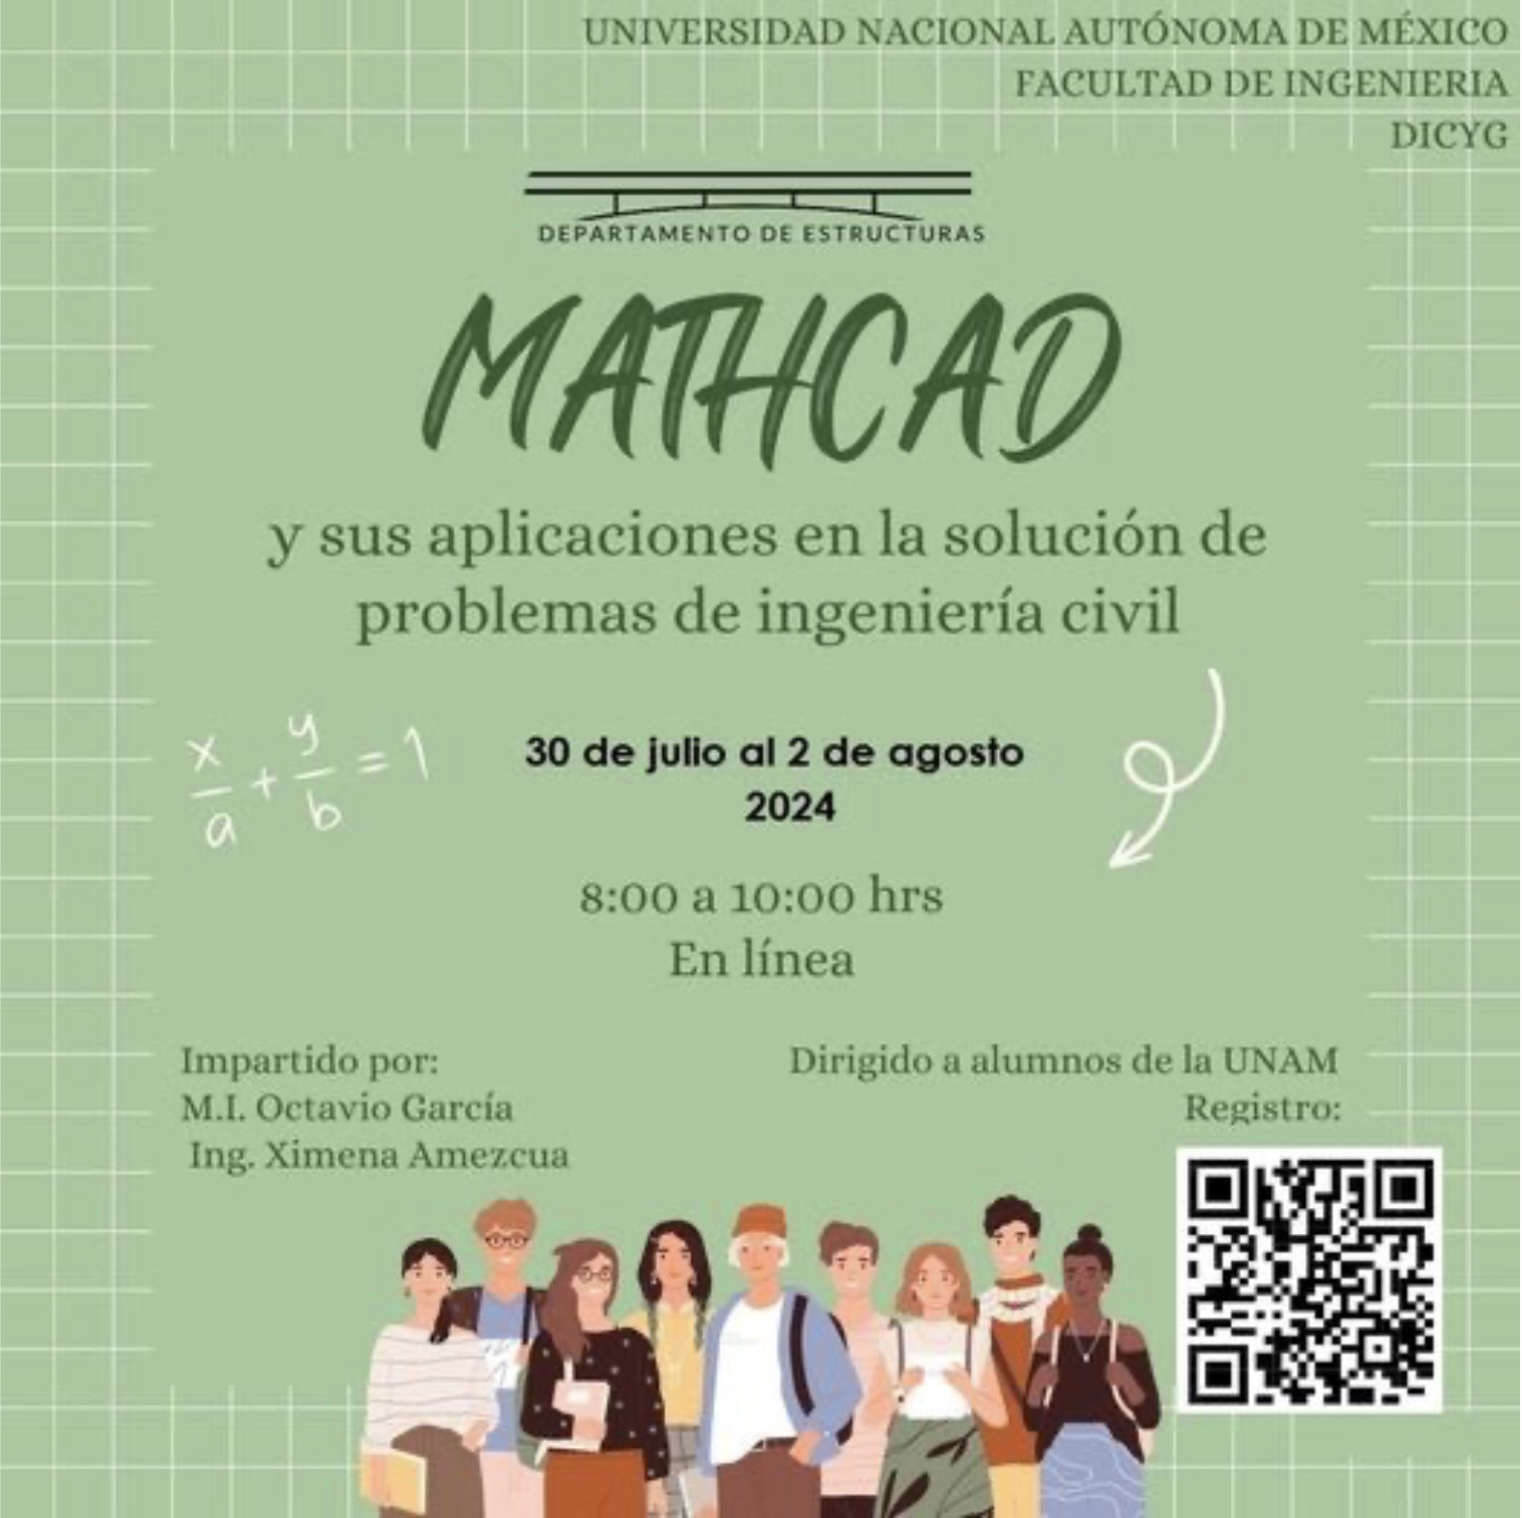 UNIVERSIDAD NACIONAL AUTÓNOMA DE MÉXICO
FACULTAD DE INGENIERIA
DICYG
DEPARTAMENTO DE ESTRUCTURAS
MATHCAD
y sus aplicaciones en la solución de
problemas de ingeniería civil
x/a + y/b = 1
30 de julio al 2 de agosto
2024
8:00 a 10:00 hrs
En línea
Impartido por:
M.I. Octavio García
Ing. Ximena Amezcua
Dirigido a alumnos de la UNAM
Registro: